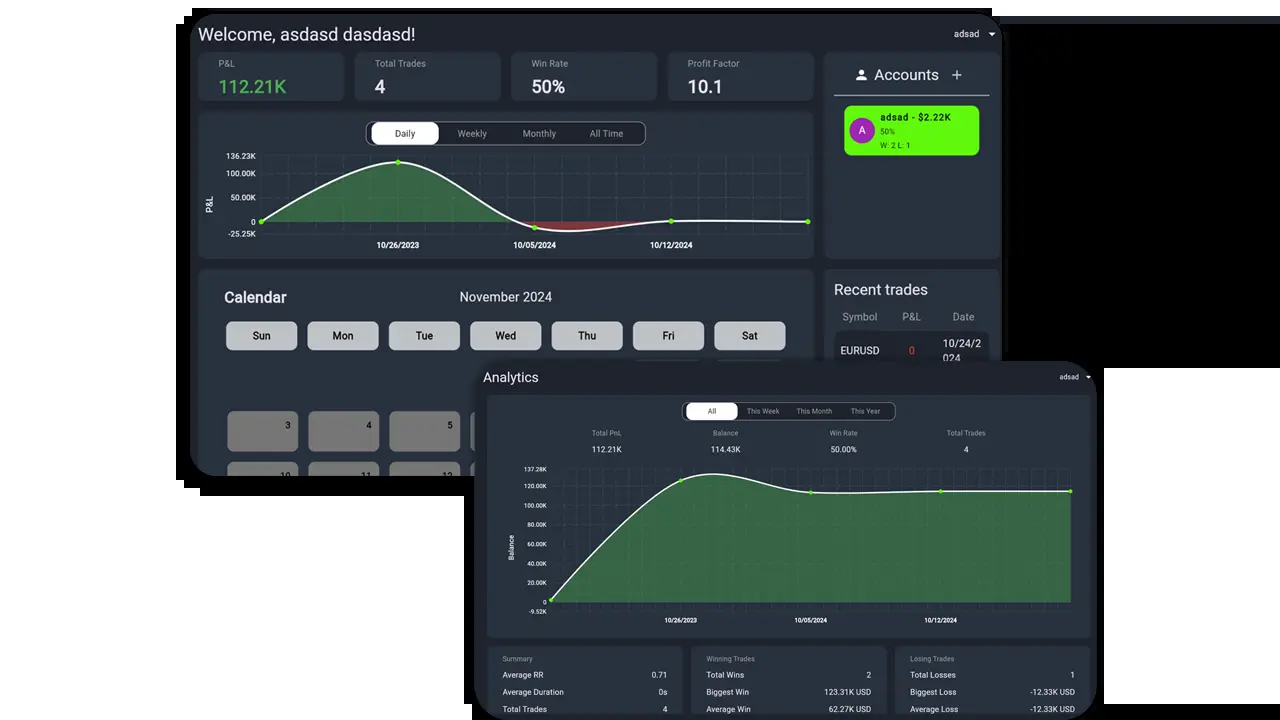 Welcome, asdasd dasdasd!
adsad
P&L
112.21K
Total Trades
4
Win Rate
50%
Profit Factor
10.1
Accounts +
A
adsad - $2.22K
50%
W: 2 L: 1
Daily Weekly Monthly All Time
P&L
136.23K
100.00K
50.00K
0
-25.25K
10/26/2023 10/05/2024 10/12/2024
Calendar
November 2024
Sun Mon Tue Wed Thu Fri Sat
3 4 5
10 11 12
Recent trades
Symbol P&L Date
EURUSD 0 10/24/2
024
Analytics
adsad
All This Week This Month This Year
Total PnL Balance Win Rate Total Trades
112.21K 114.43K 50.00% 4
Balance
137.28K
120.00K
100.00K
80.00K
60.00K
40.00K
20.00K
0
-9.52K
10/26/2023 10/05/2024 10/12/2024
Summary
Average RR 0.71
Average Duration 0s
Total Trades 4
Winning Trades
Total Wins 2
Biggest Win 123.31K USD
Average Win 62.27K USD
Losing Trades
Total Losses 1
Biggest Loss -12.33K USD
Average Loss -12.33K USD